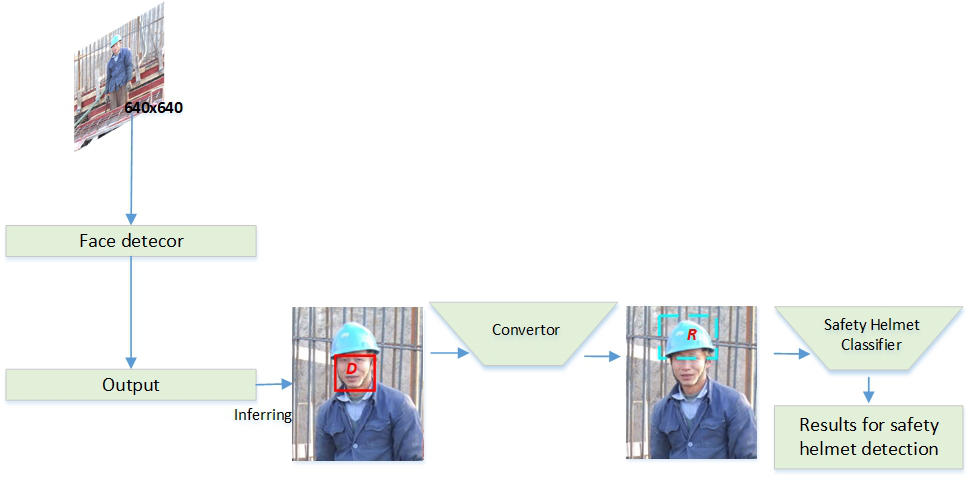 640x640
Face detecor
Output
Inferring
D
Convertor
R
Safety Helmet
Classifier
Results for safety
helmet detection